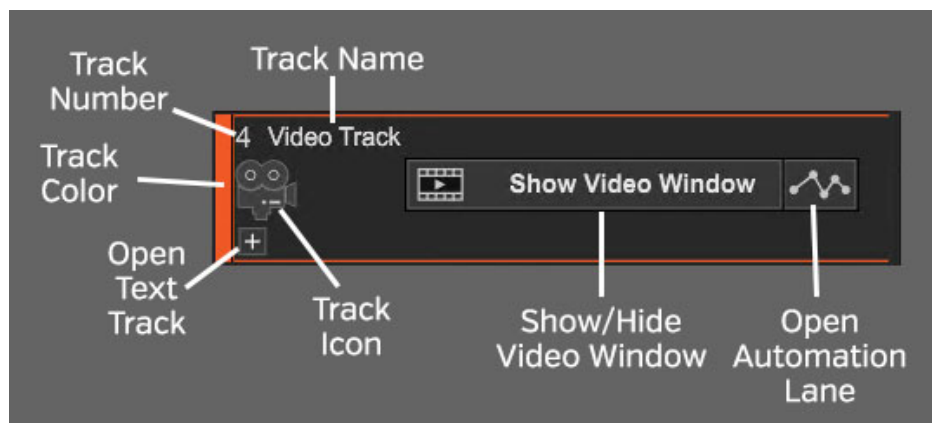 Track
Number
Track Name
4 Video Track
Track
Color
Show Video Window
Open
Text
Track
Track
Icon
Show/Hide
Video Window
Open
Automation
Lane